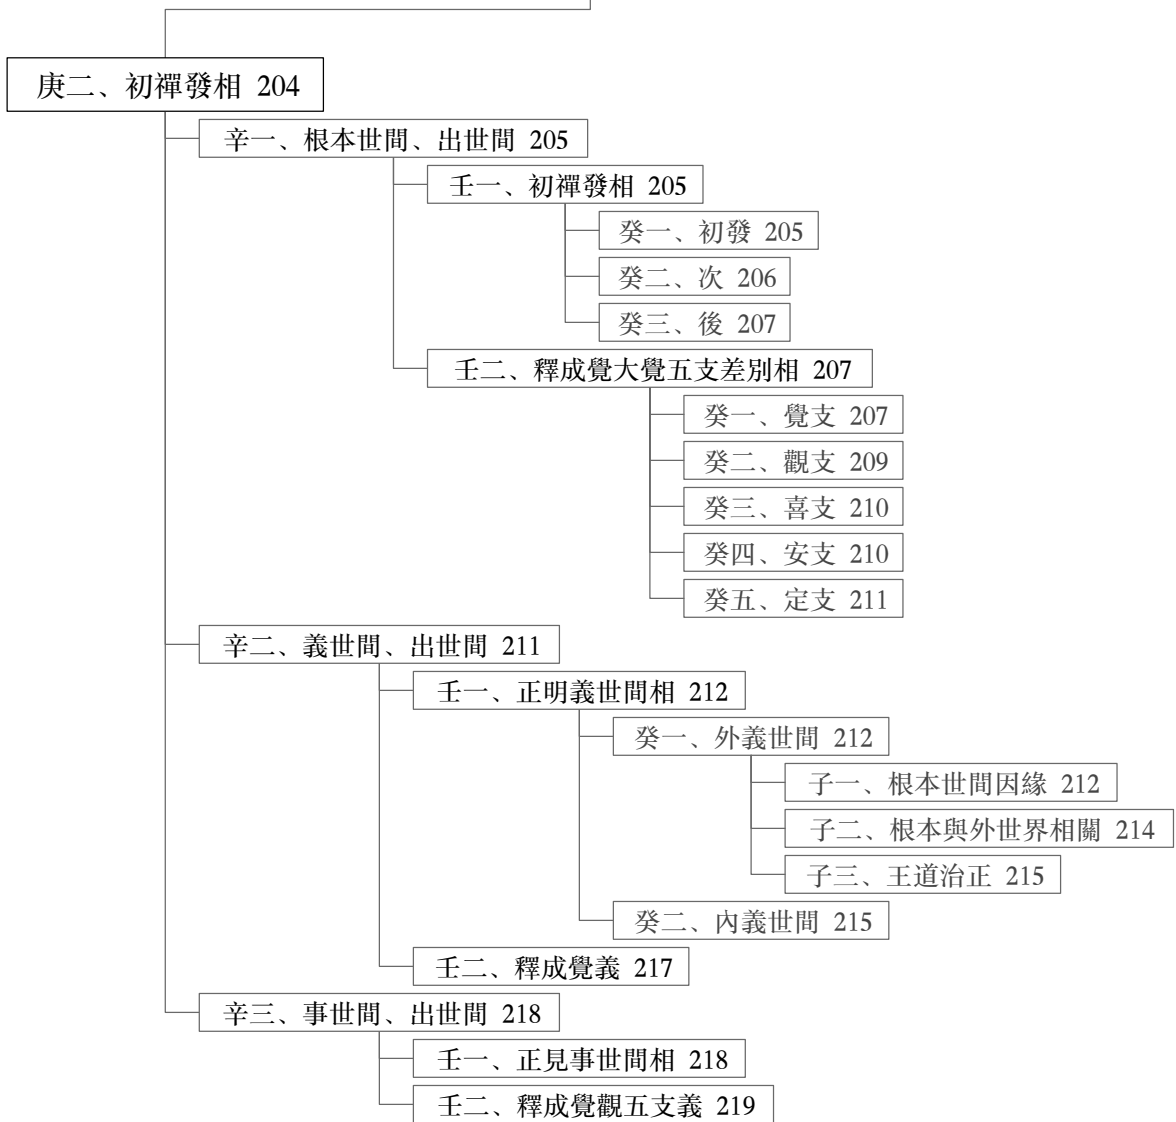 庚二、初禪發相 204
辛一、根本世間、出世間 205
壬一、初禪發相 205
癸一、初發 205
癸二、次 206
癸三、後 207
壬二、釋成覺大覺五支差別相 207
癸一、覺支 207
癸二、觀支 209
癸三、喜支 210
癸四、安支 210
癸五、定支 211
辛二、義世間、出世間 211
壬一、正明義世間相 212
癸一、外義世間 212
子一、根本世間因緣 212
子二、根本與外世界相關 214
子三、王道治正 215
癸二、內義世間 215
壬二、釋成覺義 217
辛三、事世間、出世間 218
壬一、正見事世間相 218
壬二、釋成覺觀五支義 219